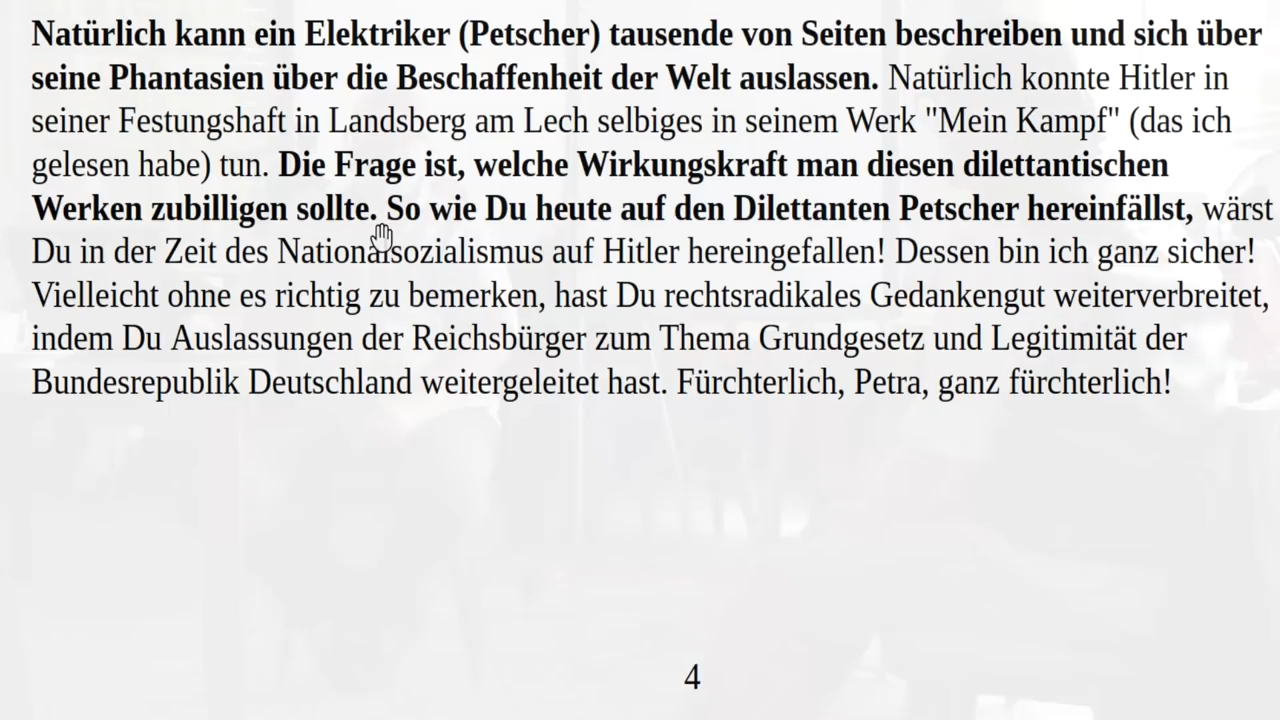 Natürlich kann ein Elektriker (Petscher) tausende von Seiten beschreiben und sich über
seine Phantasien über die Beschaffenheit der Welt auslassen. Natürlich konnte Hitler in
seiner Festungshaft in Landsberg am Lech selbiges in seinem Werk "Mein Kampf" (das ich
gelesen habe) tun. Die Frage ist, welche Wirkungskraft man diesen dilettantischen
Werken zubilligen sollte. So wie Du heute auf den Dilettanten Petscher hereinfällst, wärst
Du in der Zeit des Nationalsozialismus auf Hitler hereingefallen! Dessen bin ich ganz sicher!
Vielleicht ohne es richtig zu bemerken, hast Du rechtsradikales Gedankengut weiterverbreitet,
indem Du Auslassungen der Reichsbürger zum Thema Grundgesetz und Legitimität der
Bundesrepublik Deutschland weitergeleitet hast. Fürchterlich, Petra, ganz fürchterlich!
4